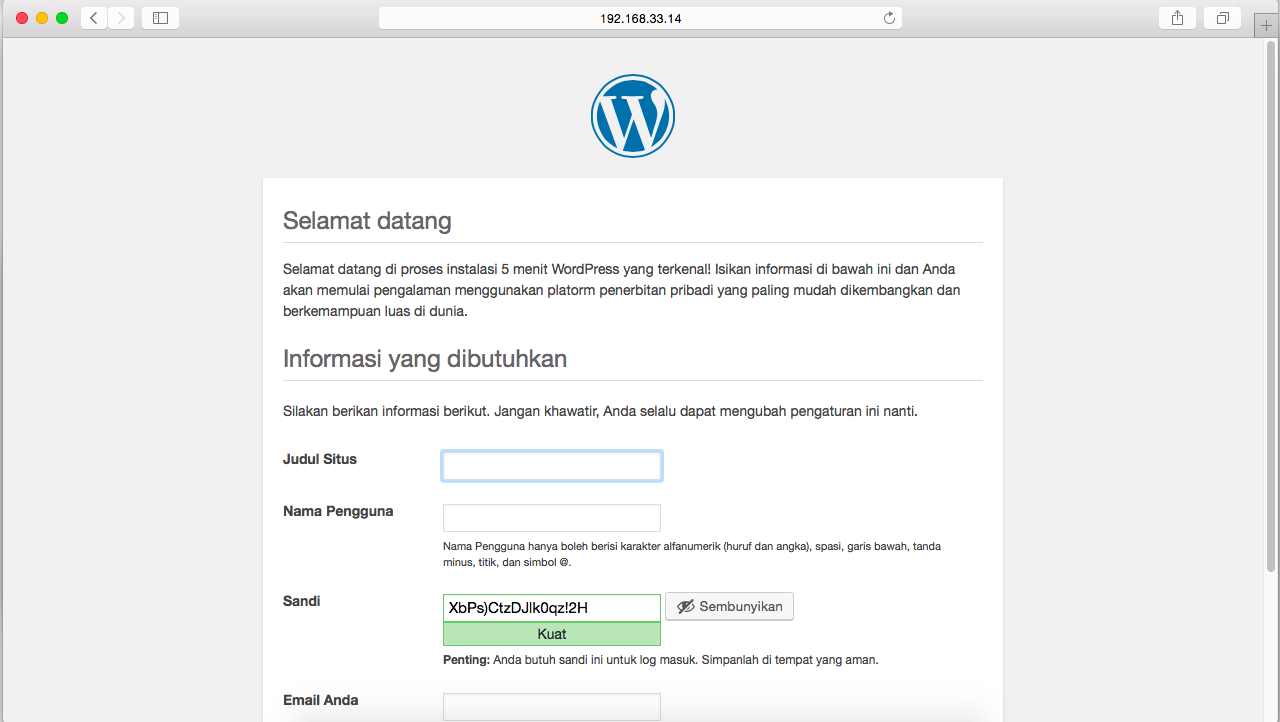 192.168.33.14
Selamat datang
Selamat datang di proses instalasi 5 menit WordPress yang terkenal! Isikan informasi di bawah ini dan Anda
akan memulai pengalaman menggunakan platorm penerbitan pribadi yang paling mudah dikembangkan dan
berkemampuan luas di dunia.
Informasi yang dibutuhkan
Silakan berikan informasi berikut. Jangan khawatir, Anda selalu dapat mengubah pengaturan ini nanti.
Judul Situs
Nama Pengguna
Nama Pengguna hanya boleh berisi karakter alfanumerik (huruf dan angka), spasi, garis bawah, tanda
minus, titik, dan simbol @.
Sandi
XbPs)CtzDJlk0qz!2H
Sembunyikan
Kuat
Penting: Anda butuh sandi ini untuk log masuk. Simpanlah di tempat yang aman.
Email Anda